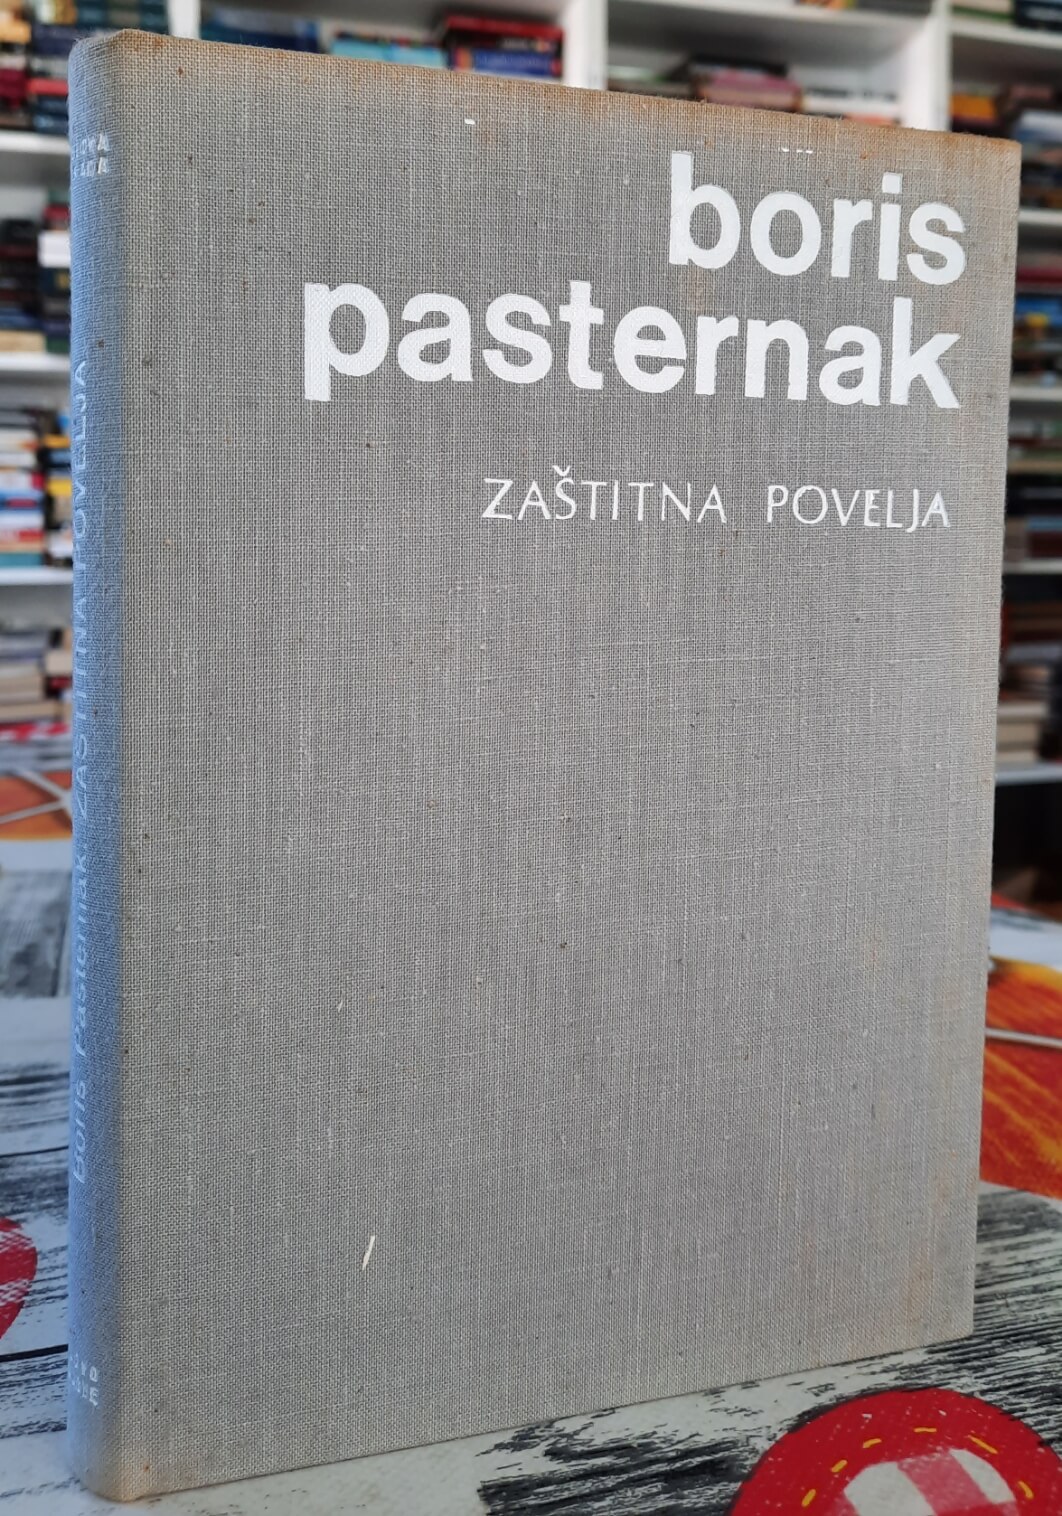 boris
pasternak
ZAŠTITNA POVELJA
Boris Pasternak ZAŠTITNA POVELJA